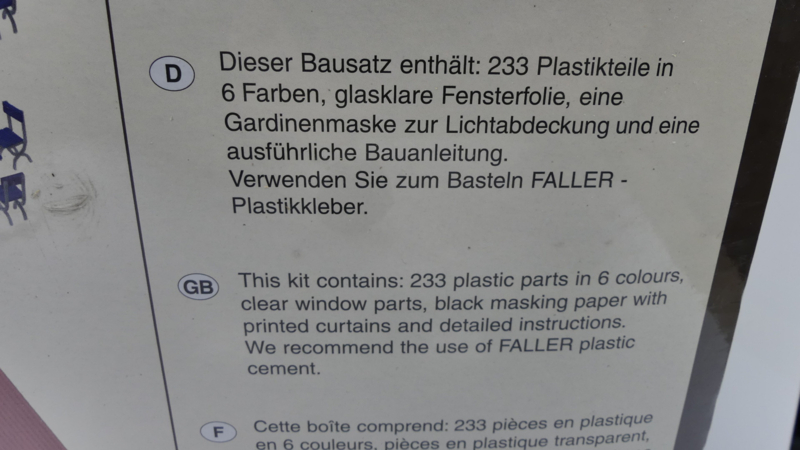 D
Dieser Bausatz enthält: 233 Plastikteile in
6 Farben, glasklare Fensterfolie, eine
Gardinenmaske zur Lichtabdeckung und eine
ausführliche Bauanleitung.
Verwenden Sie zum Basteln FALLER -
Plastikkleber.
GB
This kit contains: 233 plastic parts in 6 colours,
clear window parts, black masking paper with
printed curtains and detailed instructions.
We recommend the use of FALLER plastic
cement.
F
Cette boîte comprend: 233 pièces en plastique
en 6 couleurs, pièces en plastique transparent,